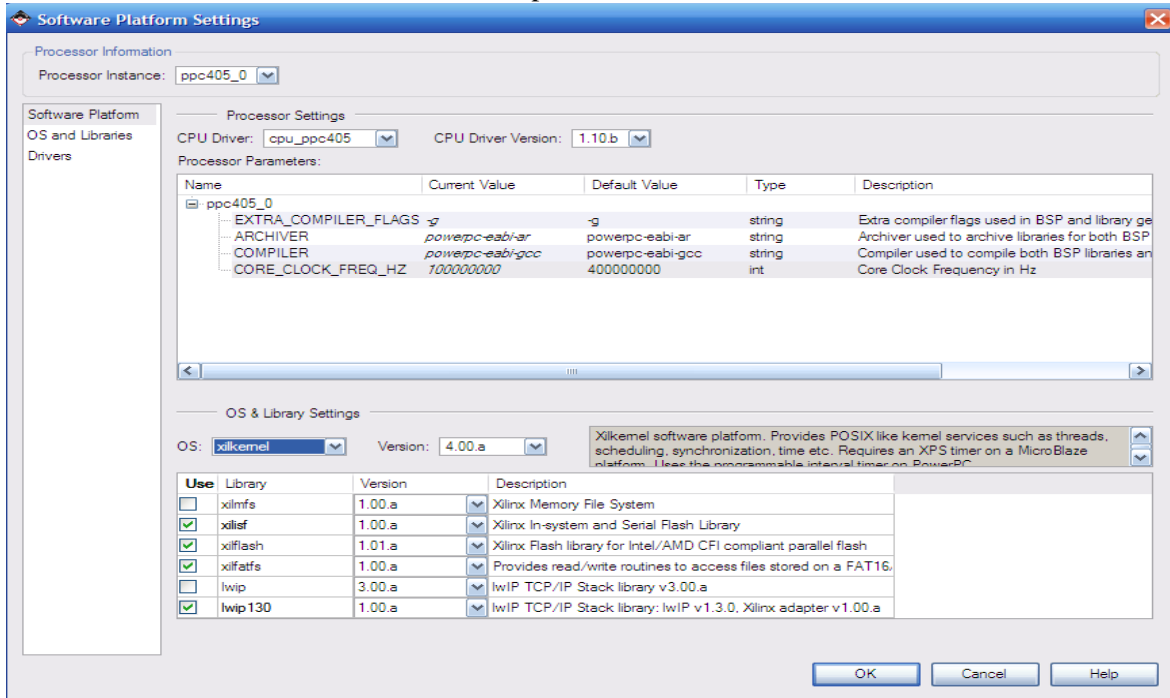 Software Platform Settings
Processor Information
Processor Instance: ppc405_0
Software Platform
OS and Libraries
Drivers
Processor Settings
CPU Driver: cpu_ppc405 CPU Driver Version: 1.10.b
Processor Parameters:
Name Current Value Default Value Type Description
ppc405_0
EXTRA_COMPILER_FLAGS -g -g string Extra compiler flags used in BSP and library ge
ARCHIVER powerpc-eabi-ar powerpc-eabi-ar string Archiver used to archive libraries for both BSP
COMPILER powerpc-eabi-gcc powerpc-eabi-gcc string Compiler used to compile both BSP libraries an
CORE_CLOCK_FREQ_HZ 100000000 400000000 int Core Clock Frequency in Hz
OS & Library Settings
OS: xilkernel Version: 4.00.a
Xilkernel software platform. Provides POSIX like kernel services such as threads,
scheduling, synchronization, time etc. Requires an XPS timer on a MicroBlaze
platform. Uses the programmable interval timer on PowerPC
Use Library Version Description
xilmfs 1.00.a Xilinx Memory File System
xilisf 1.00.a Xilinx In-system and Serial Flash Library
xilflash 1.01.a Xilinx Flash library for Intel/AMD CFI compliant parallel flash
xilfatfs 1.00.a Provides read/write routines to access files stored on a FAT16/
lwip 3.00.a lwIP TCP/IP Stack library v3.00.a
lwip130 1.00.a lwIP TCP/IP Stack library: lwIP v1.3.0, Xilinx adapter v1.00.a
OK Cancel Help